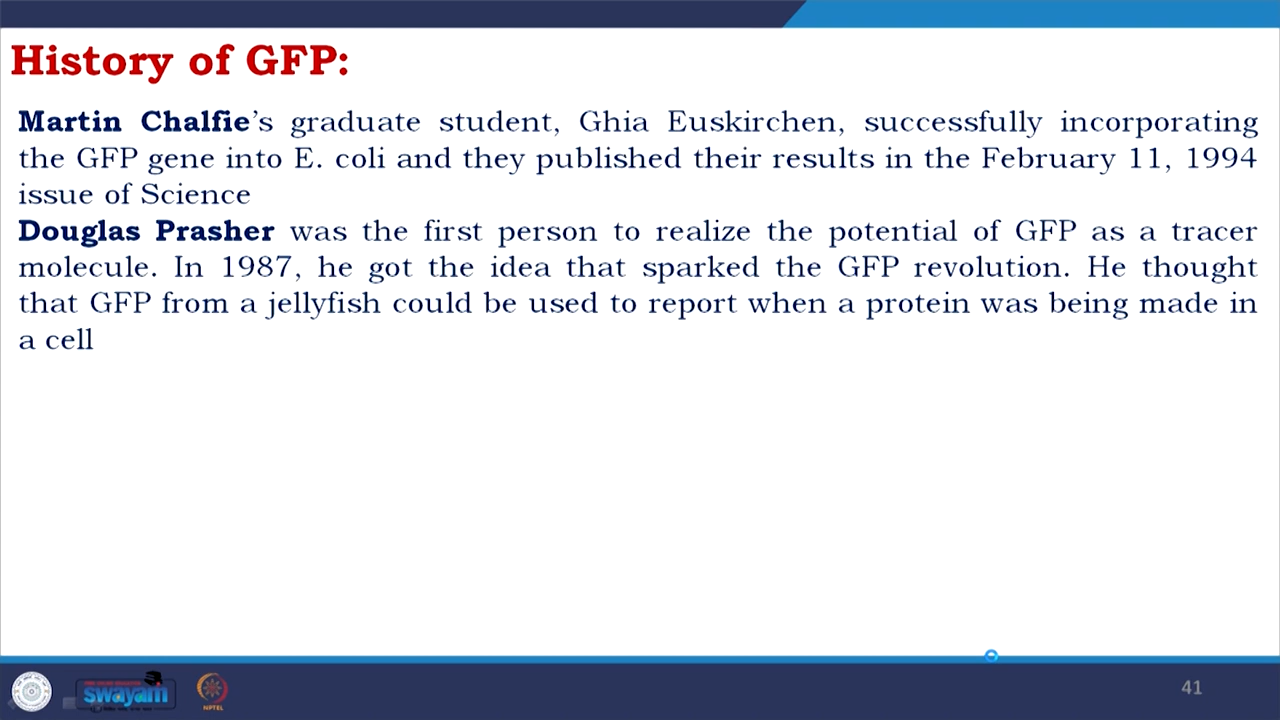 History of GFP:
Martin Chalfie's graduate student, Ghia Euskirchen, successfully incorporating
the GFP gene into E. coli and they published their results in the February 11, 1994
issue of Science
Douglas Prasher was the first person to realize the potential of GFP as a tracer
molecule. In 1987, he got the idea that sparked the GFP revolution. He thought
that GFP from a jellyfish could be used to report when a protein was being made in
a cell
swayam
NPTEL
41